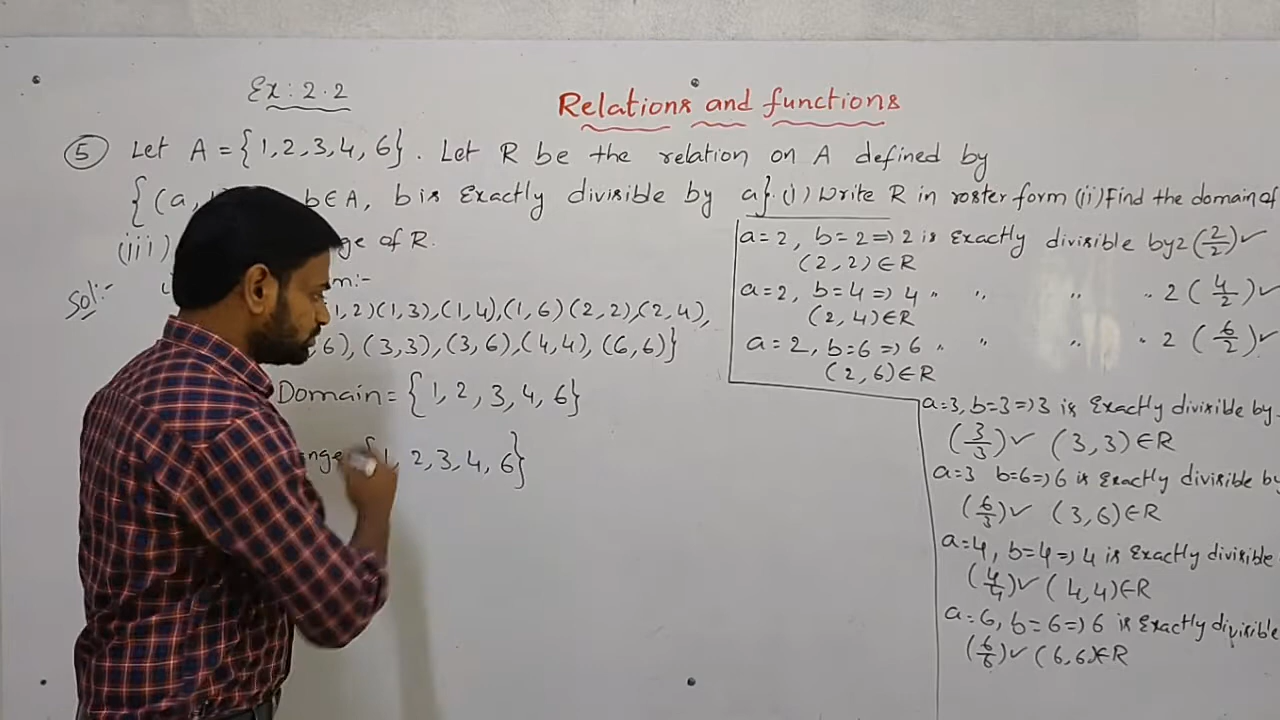 Ex: 2.2
Relations and functions
(5) Let A = {1,2,3,4,6}. Let R be the relation on A defined by
{(a, b∈A, b is Exactly divisible by a}. (i) Write R in roster form (ii) Find the domain of
(iii) of R.
Sol:-
1,2)(1,3),(1,4),(1,6)(2,2),(2,4),
6), (3,3),(3,6),(4,4), (6,6)}
Domain = {1, 2, 3, 4, 6}
{1, 2, 3, 4, 6}
a=2, b=2 => 2 is Exactly divisible by 2 (2/2) ✓
(2,2)∈R
a=2, b=4 => 4 " " " " 2 (4/2) ✓
(2,4)∈R
a=2, b=6 => 6 " " " " 2 (6/2) ✓
(2,6)∈R
a=3, b=3 => 3 is Exactly divisible by
(3/3) ✓ (3,3)∈R
a=3 b=6 => 6 is Exactly divisible by
(6/3) ✓ (3,6)∈R
a=4, b=4 => 4 is Exactly divisible
(4/4) ✓ (4,4)∈R
a=6, b=6 => 6 is Exactly divisible
(6/6) ✓ (6,6)∈R